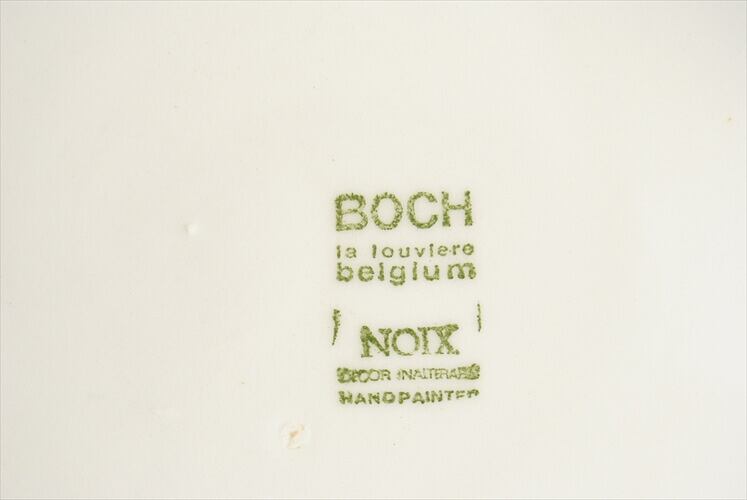 BOCH
la louviere
belgium
NOIX
DECOR INALTERABLE
HANDPAINTED